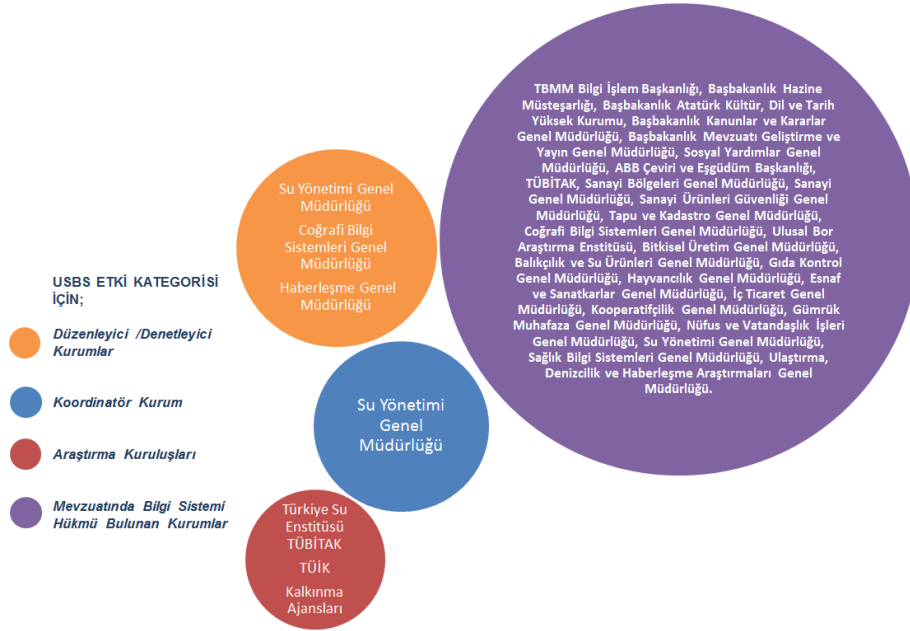 TBMM Bilgi İşlem Başkanlığı, Başbakanlık Hazine
Müsteşarlığı, Başbakanlık Atatürk Kültür, Dil ve Tarih
Yüksek Kurumu, Başbakanlık Kanunlar ve Kararlar
Genel Müdürlüğü, Başbakanlık Mevzuatı Geliştirme ve
Yayın Genel Müdürlüğü, Sosyal Yardımlar Genel
Müdürlüğü, ABB Çeviri ve Eşgüdüm Başkanlığı,
TÜBİTAK, Sanayi Bölgeleri Genel Müdürlüğü, Sanayi
Genel Müdürlüğü, Sanayi Ürünleri Güvenliği Genel
Müdürlüğü, Tapu ve Kadastro Genel Müdürlüğü,
Coğrafi Bilgi Sistemleri Genel Müdürlüğü, Ulusal Bor
Araştırma Enstitüsü, Bitkisel Üretim Genel Müdürlüğü,
Balıkçılık ve Su Ürünleri Genel Müdürlüğü, Gıda Kontrol
Genel Müdürlüğü, Hayvancılık Genel Müdürlüğü, Esnaf
ve Sanatkarlar Genel Müdürlüğü, İç Ticaret Genel
Müdürlüğü, Kooperatifçilik Genel Müdürlüğü, Gümrük
Muhafaza Genel Müdürlüğü, Nüfus ve Vatandaşlık İşleri
Genel Müdürlüğü, Su Yönetimi Genel Müdürlüğü,
Sağlık Bilgi Sistemleri Genel Müdürlüğü, Ulaştırma,
Denizcilik ve Haberleşme Araştırmaları Genel
Müdürlüğü.
Su Yönetimi Genel
Müdürlüğü
Coğrafi Bilgi
Sistemleri Genel
Müdürlüğü
Haberleşme Genel
Müdürlüğü
USBS ETKİ KATEGORİSİ
İÇİN;
Düzenleyici /Denetleyici
Kurumlar
Koordinatör Kurum
Araştırma Kuruluşları
Mevzuatında Bilgi Sistemi
Hükmü Bulunan Kurumlar
Su Yönetimi
Genel
Müdürlüğü
Türkiye Su
Enstitüsü
TÜBİTAK
TÜİK
Kalkınma
Ajansları